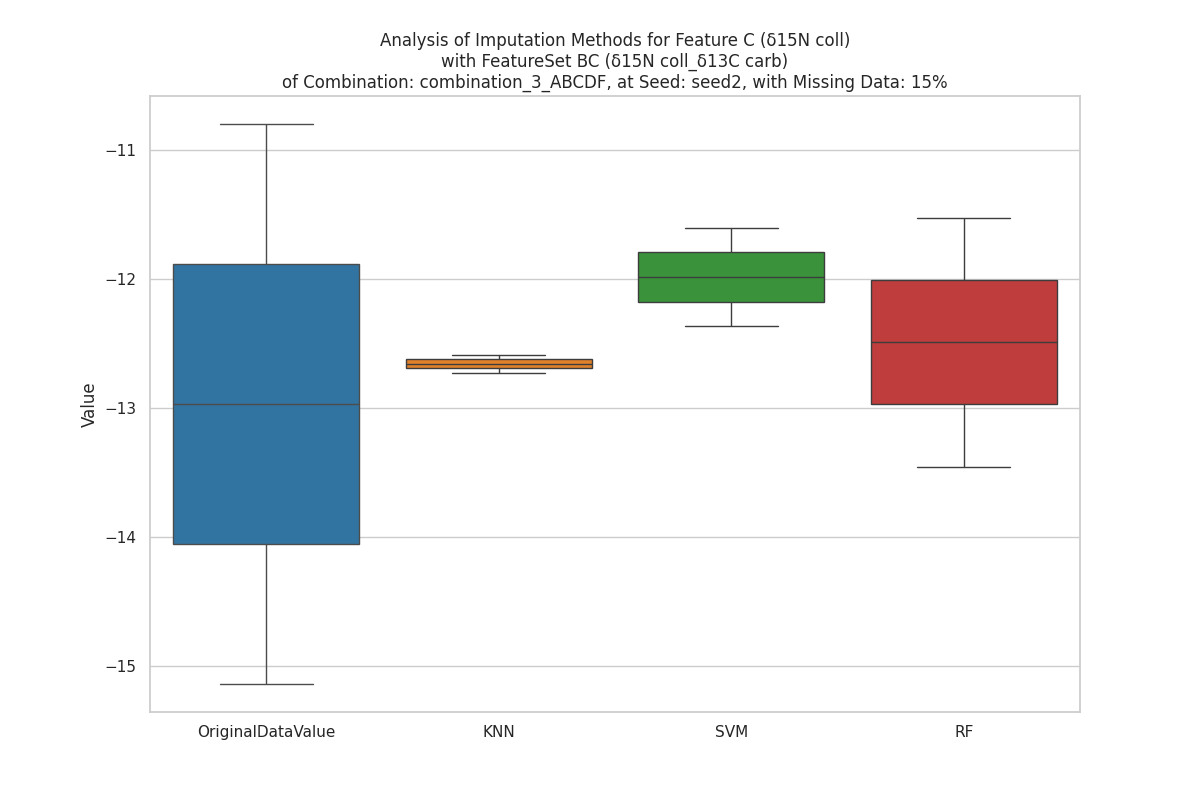 Analysis of Imputation Methods for Feature C (δ15N coll)
with FeatureSet BC (δ15N coll_δ13C carb)
of Combination: combination_3_ABCDF, at Seed: seed2, with Missing Data: 15%
Value
−11
−12
−13
−14
−15
OriginalDataValue
KNN
SVM
RF